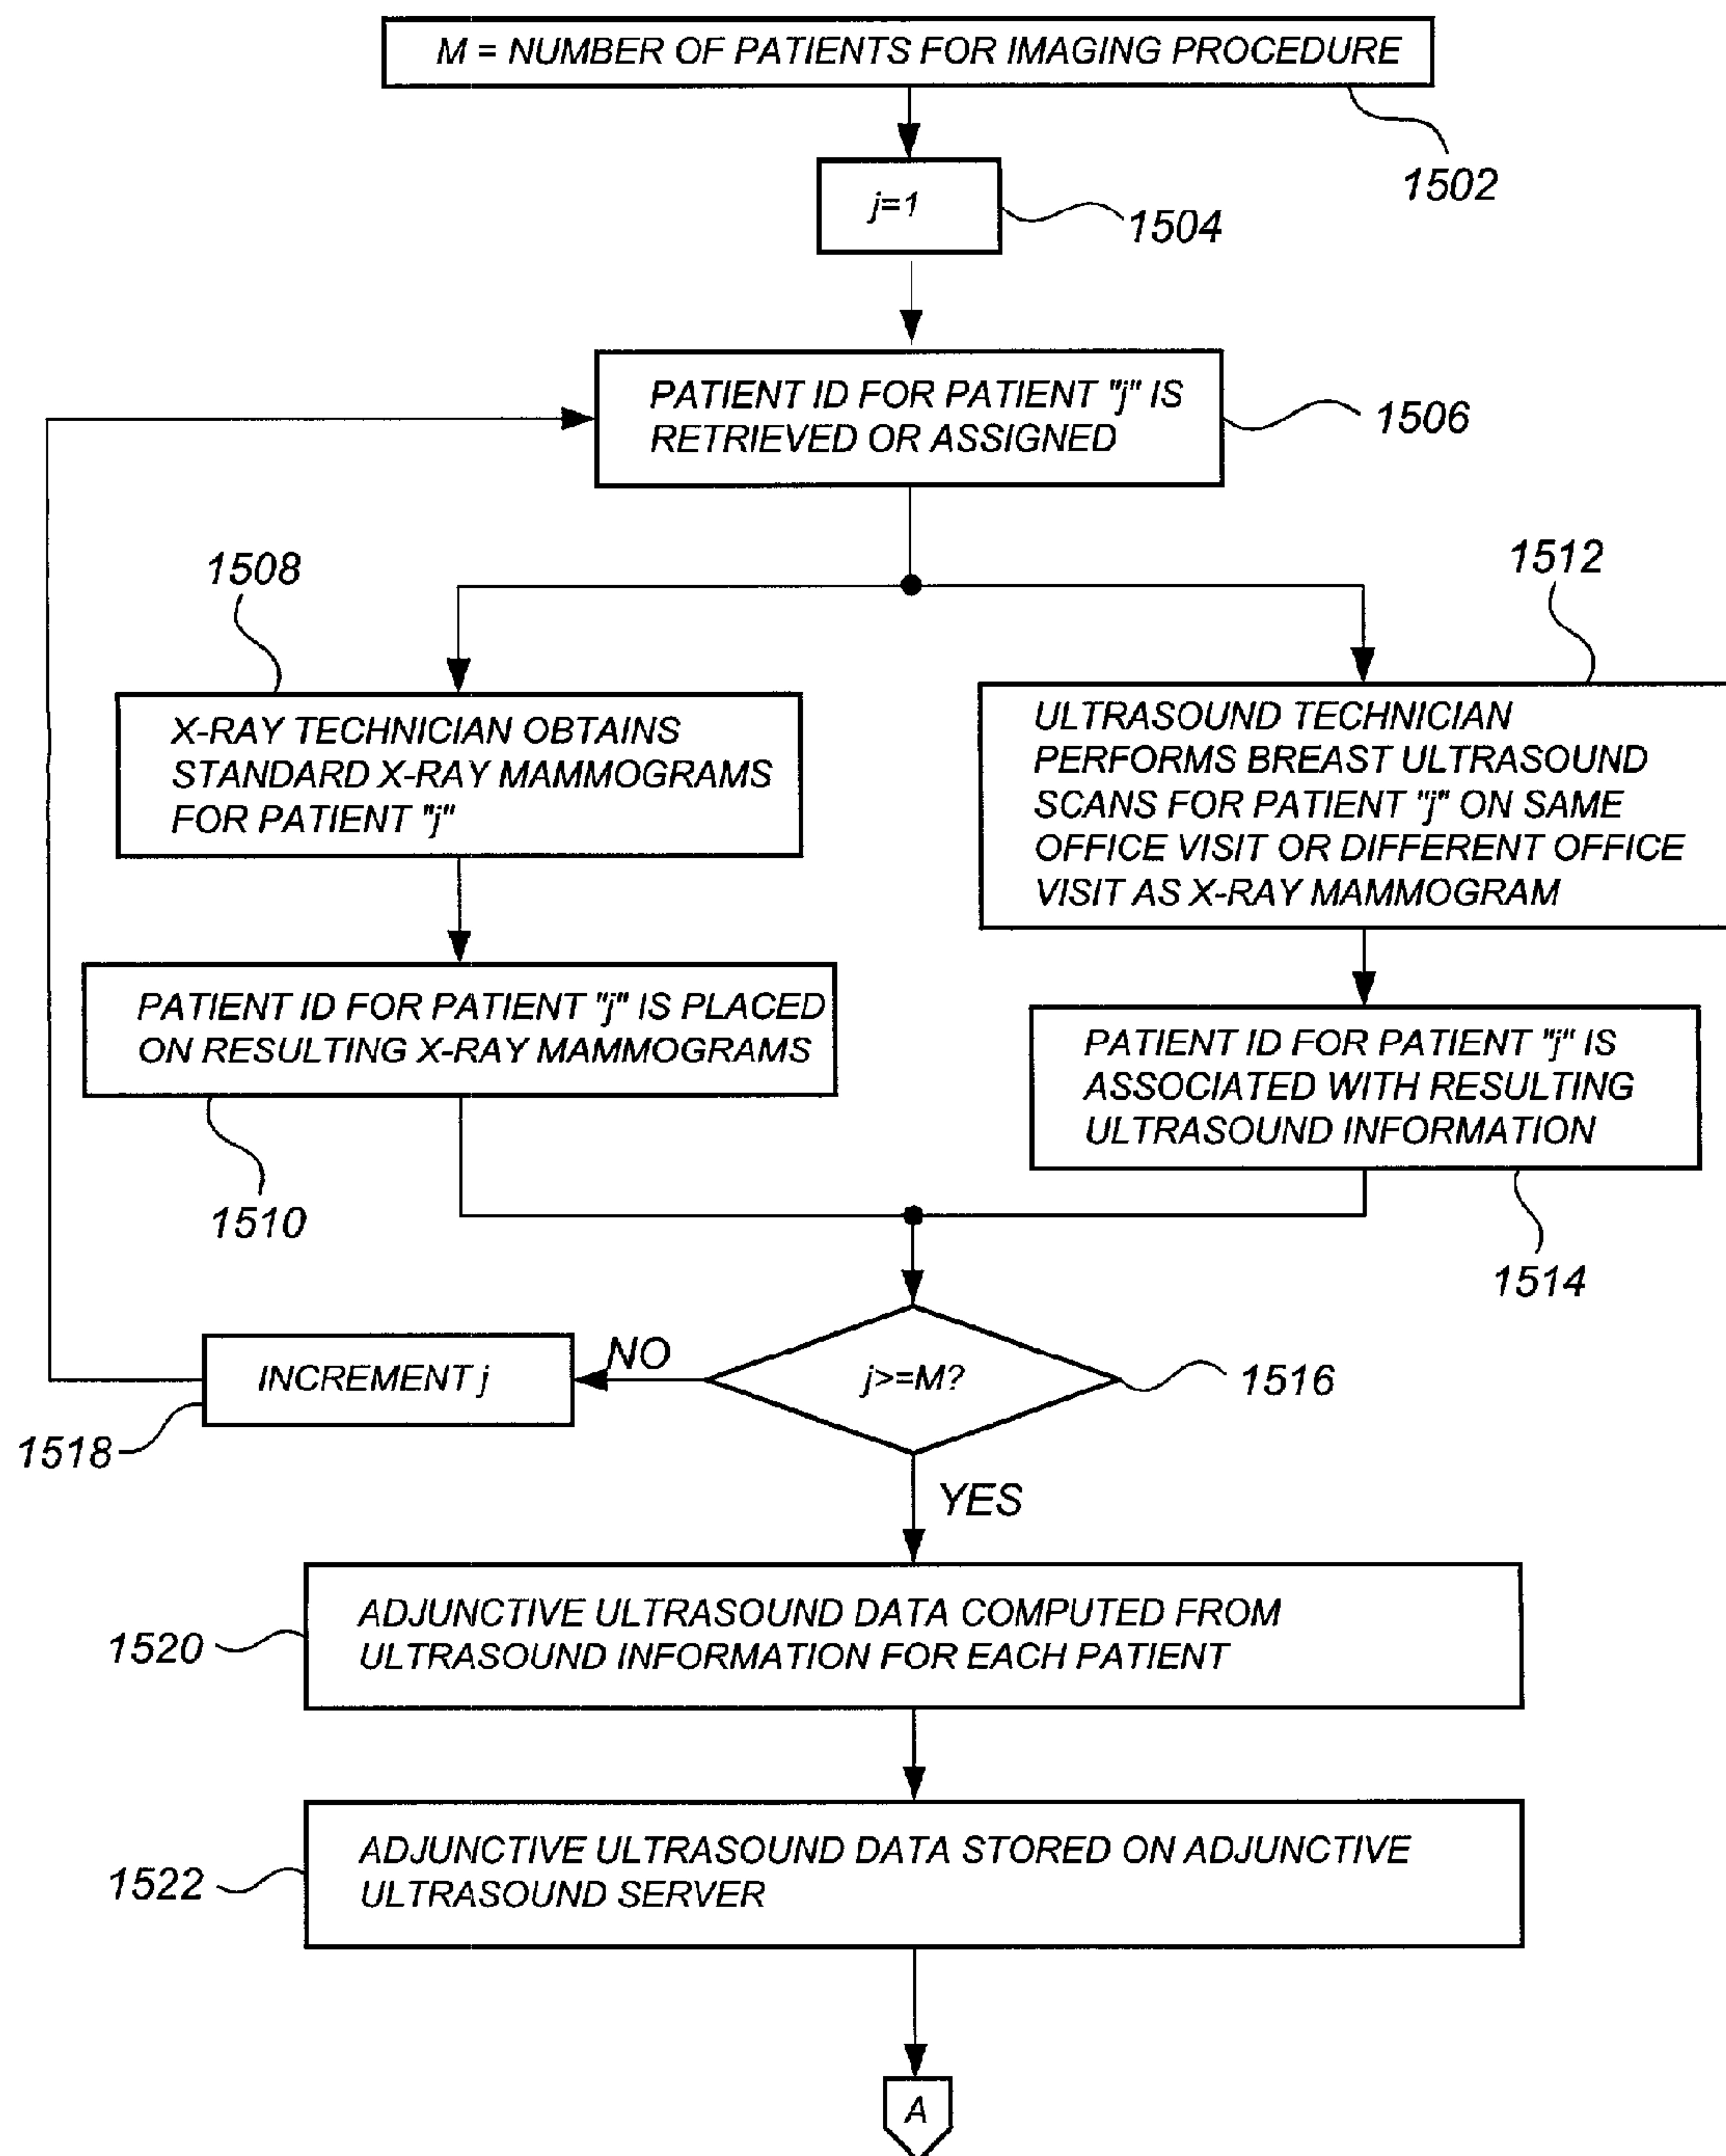 M = NUMBER OF PATIENTS FOR IMAGING PROCEDURE
1502
j=1
1504
PATIENT ID FOR PATIENT "j" IS
RETRIEVED OR ASSIGNED
1506
1508
1512
X-RAY TECHNICIAN OBTAINS
STANDARD X-RAY MAMMOGRAMS
FOR PATIENT "j"
ULTRASOUND TECHNICIAN
PERFORMS BREAST ULTRASOUND
SCANS FOR PATIENT "j" ON SAME
OFFICE VISIT OR DIFFERENT OFFICE
VISIT AS X-RAY MAMMOGRAM
PATIENT ID FOR PATIENT "j" IS PLACED
ON RESULTING X-RAY MAMMOGRAMS
1510
PATIENT ID FOR PATIENT "j" IS
ASSOCIATED WITH RESULTING
ULTRASOUND INFORMATION
1514
INCREMENT j
1518
NO
j>=M?
1516
YES
ADJUNCTIVE ULTRASOUND DATA COMPUTED FROM
ULTRASOUND INFORMATION FOR EACH PATIENT
1520
ADJUNCTIVE ULTRASOUND DATA STORED ON ADJUNCTIVE
ULTRASOUND SERVER
1522
A